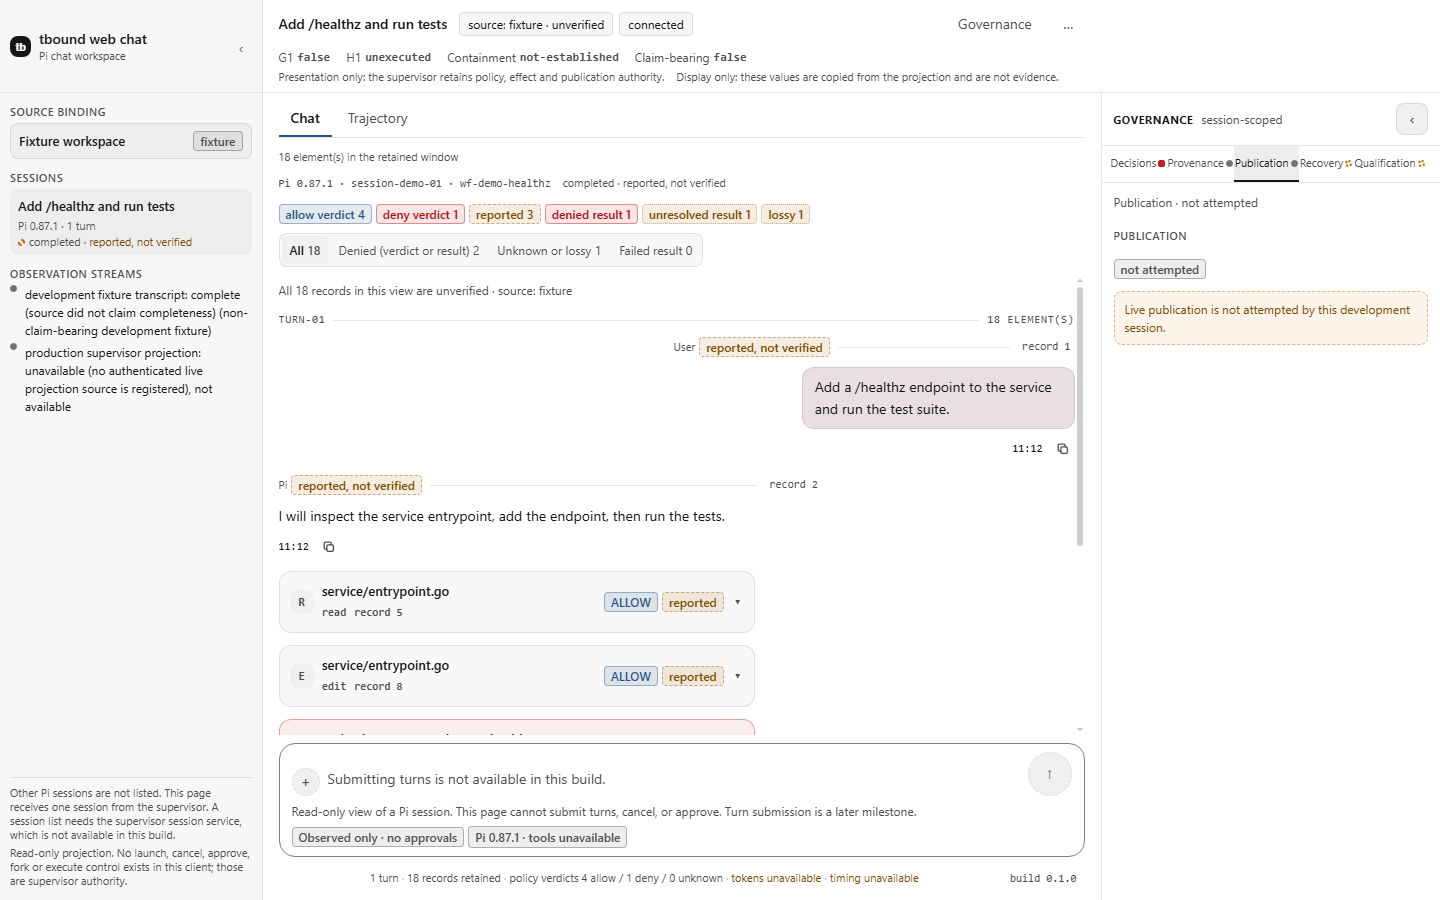 tb
tbound web chat
Pi chat workspace
‹
SOURCE BINDING
Fixture workspace
fixture
SESSIONS
Add /healthz and run tests
Pi 0.87.1 · 1 turn
completed · reported, not verified
OBSERVATION STREAMS
development fixture transcript: complete
(source did not claim completeness) (non-
claim-bearing development fixture)
production supervisor projection:
unavailable (no authenticated live
projection source is registered), not
available
Other Pi sessions are not listed. This page
receives one session from the supervisor. A
session list needs the supervisor session service,
which is not available in this build.
Read-only projection. No launch, cancel, approve,
fork or execute control exists in this client; those
are supervisor authority.
Add /healthz and run tests source: fixture · unverified connected
Governance ...
G1 false H1 unexecuted Containment not-established Claim-bearing false
Presentation only: the supervisor retains policy, effect and publication authority. Display only: these values are copied from the projection and are not evidence.
Chat Trajectory
18 element(s) in the retained window
Pi 0.87.1 · session-demo-01 · wf-demo-healthz completed · reported, not verified
allow verdict 4 deny verdict 1 reported 3 denied result 1 unresolved result 1 lossy 1
All 18 Denied (verdict or result) 2 Unknown or lossy 1 Failed result 0
All 18 records in this view are unverified · source: fixture
TURN-01 18 ELEMENT(S)
User reported, not verified record 1
Add a /healthz endpoint to the service
and run the test suite.
11:12
Pi reported, not verified record 2
I will inspect the service entrypoint, add the endpoint, then run the tests.
11:12
R service/entrypoint.go
read record 5
ALLOW reported
E service/entrypoint.go
edit record 8
ALLOW reported
+ Submitting turns is not available in this build. ↑
Read-only view of a Pi session. This page cannot submit turns, cancel, or approve. Turn submission is a later milestone.
Observed only · no approvals Pi 0.87.1 · tools unavailable
1 turn · 18 records retained · policy verdicts 4 allow / 1 deny / 0 unknown · tokens unavailable · timing unavailable build 0.1.0
GOVERNANCE session-scoped ‹
Decisions Provenance Publication Recovery Qualification
Publication · not attempted
PUBLICATION
not attempted
Live publication is not attempted by this development
session.